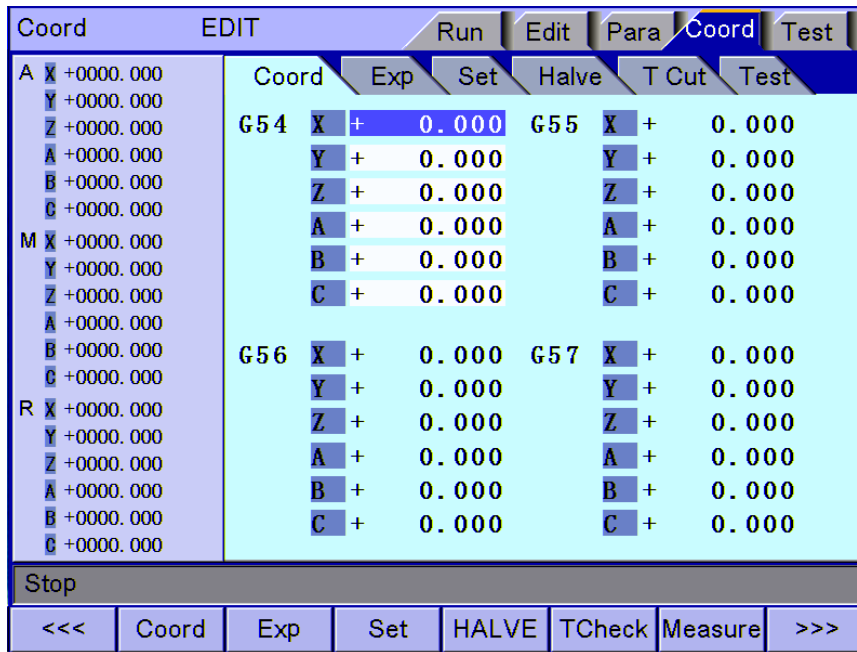 Coord EDIT Run Edit Para Coord Test
Coord Exp Set Halve T Cut Test
A X +0000.000
Y +0000.000
Z +0000.000
A +0000.000
B +0000.000
C +0000.000
M X +0000.000
Y +0000.000
Z +0000.000
A +0000.000
B +0000.000
C +0000.000
R X +0000.000
Y +0000.000
Z +0000.000
A +0000.000
B +0000.000
C +0000.000
G54 X + 0.000 G55 X + 0.000
Y + 0.000 Y + 0.000
Z + 0.000 Z + 0.000
A + 0.000 A + 0.000
B + 0.000 B + 0.000
C + 0.000 C + 0.000
G56 X + 0.000 G57 X + 0.000
Y + 0.000 Y + 0.000
Z + 0.000 Z + 0.000
A + 0.000 A + 0.000
B + 0.000 B + 0.000
C + 0.000 C + 0.000
Stop
<<< Coord Exp Set HALVE TCheck Measure >>>